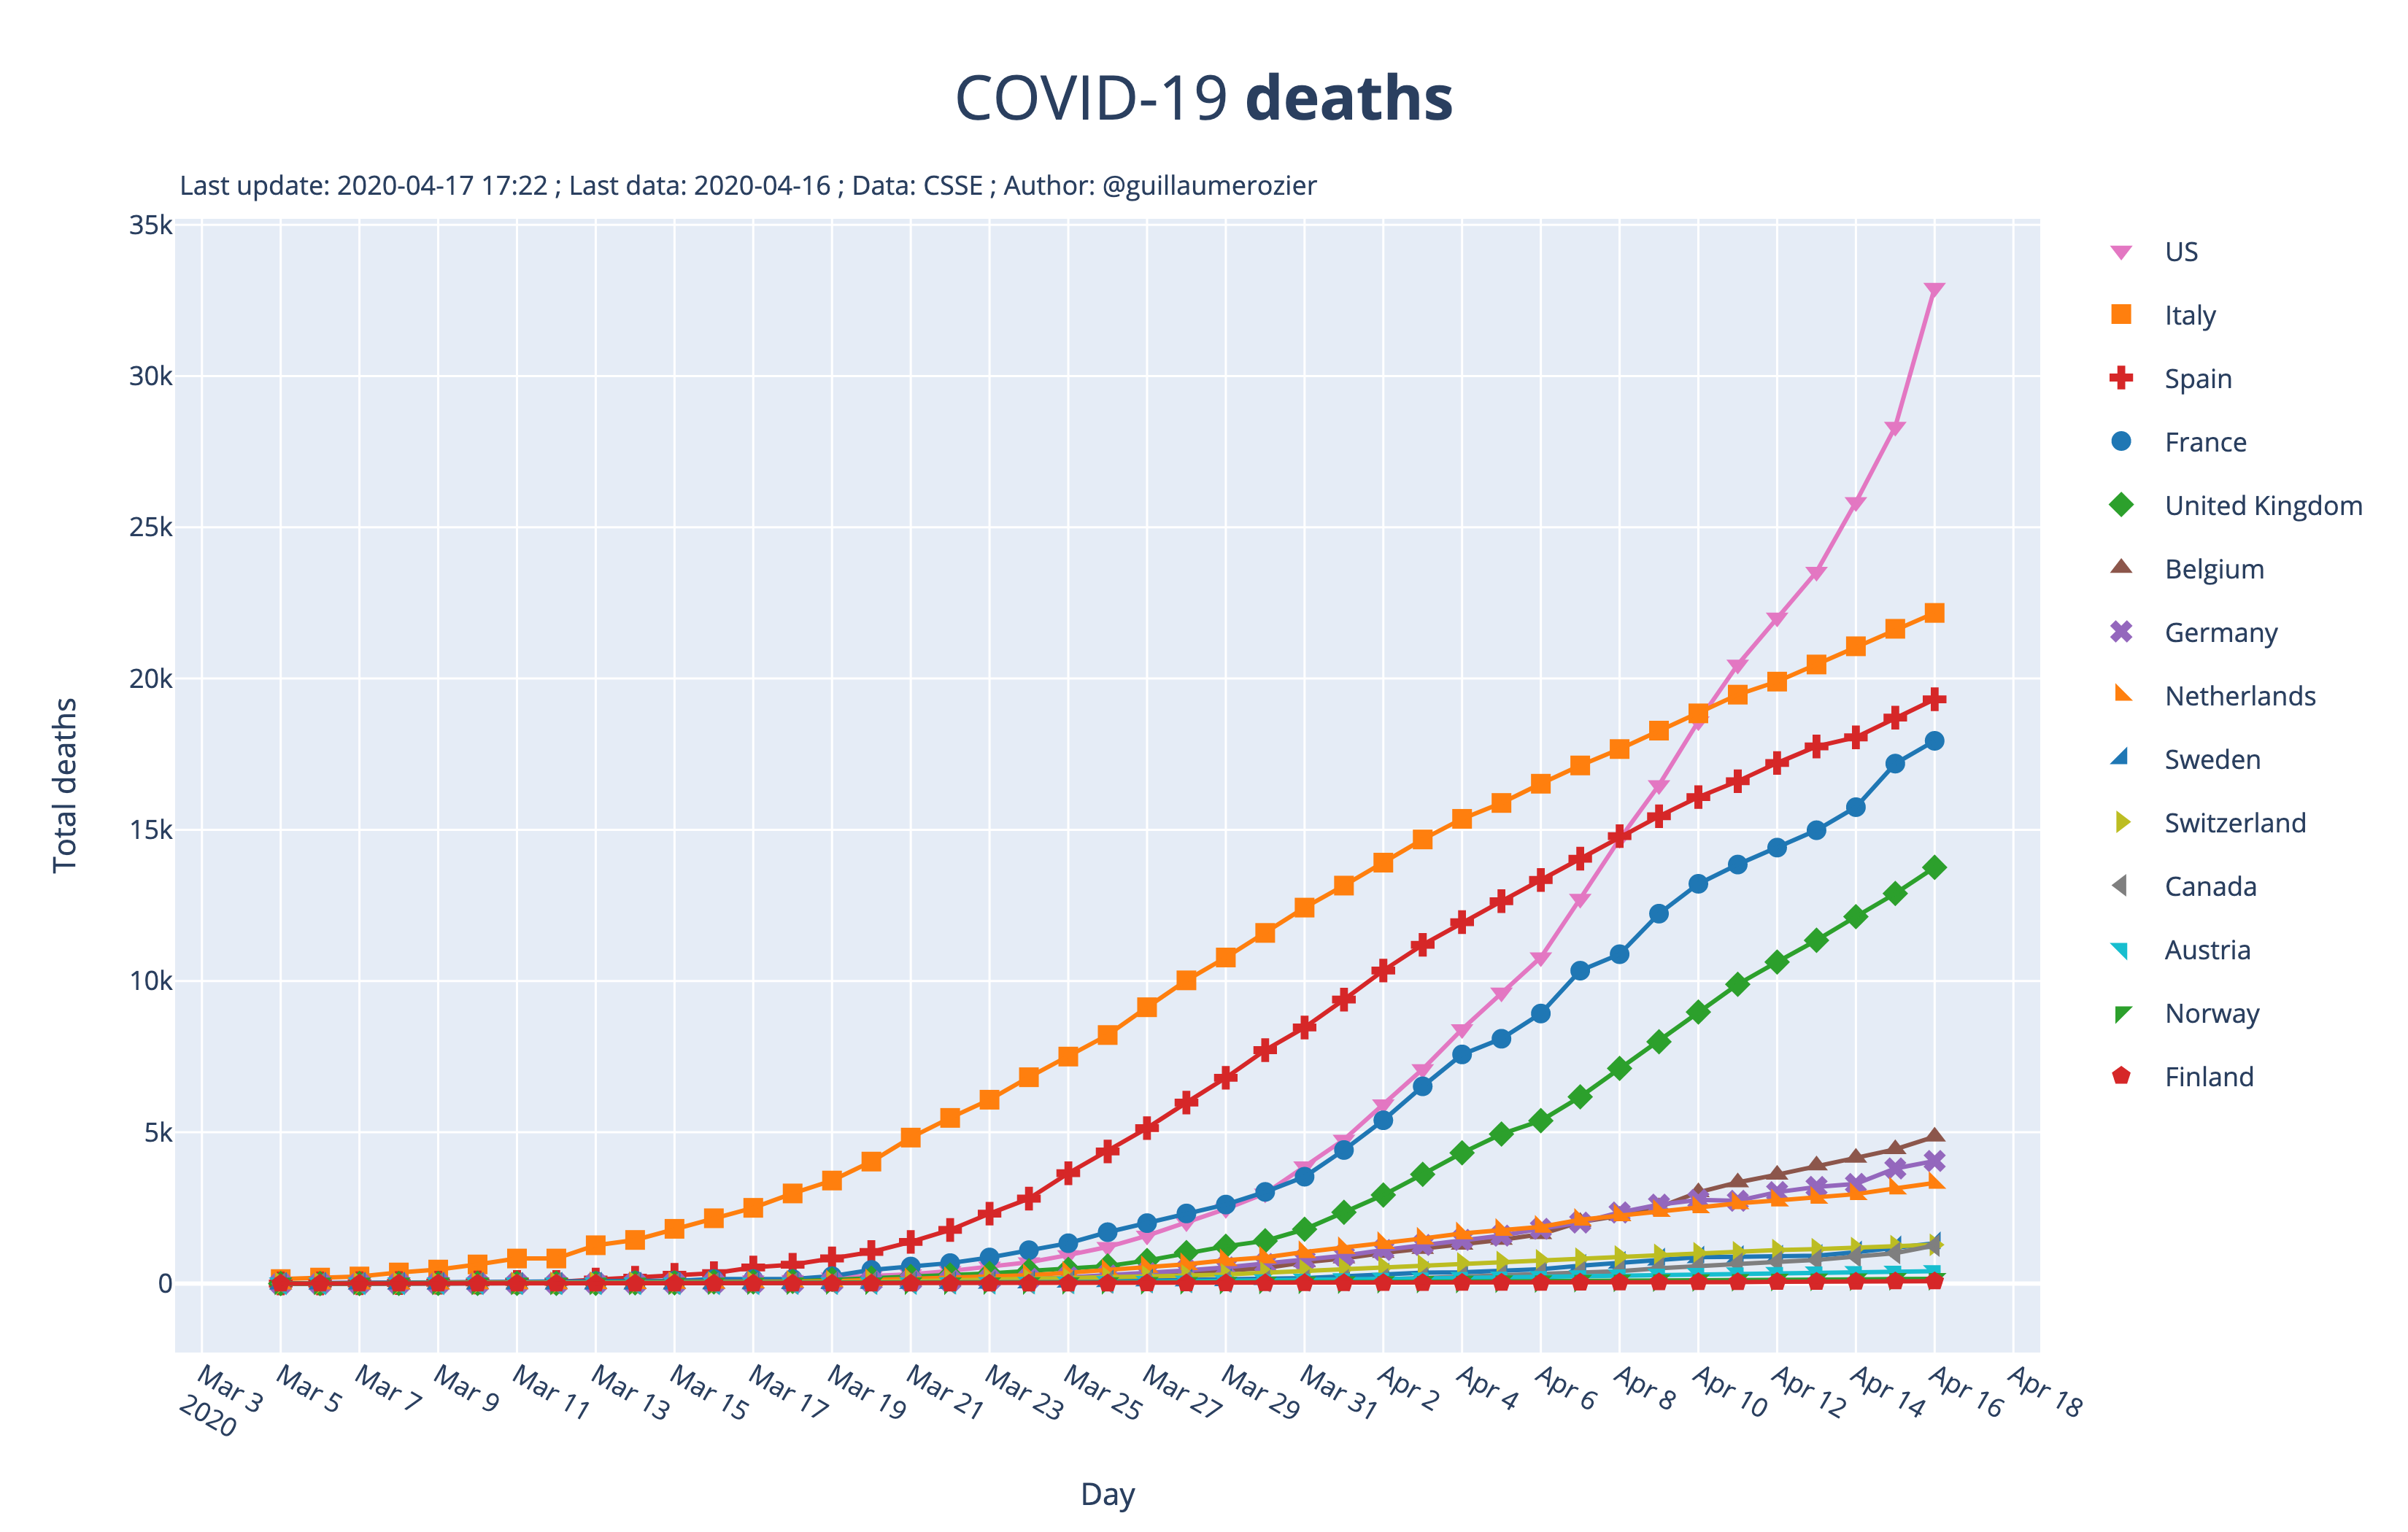 COVID-19 deaths
Last update: 2020-04-17 17:22 ; Last data: 2020-04-16 ; Data: CSSE ; Author: @guillaumerozier
35k
30k
25k
20k
15k
10k
5k
0
Total deaths
Mar 3
2020
Mar 5
Mar 7
Mar 9
Mar 11
Mar 13
Mar 15
Mar 17
Mar 19
Mar 21
Mar 23
Mar 25
Mar 27
Mar 29
Mar 31
Apr 2
Apr 4
Apr 6
Apr 8
Apr 10
Apr 12
Apr 14
Apr 16
Apr 18
Day
US
Italy
Spain
France
United Kingdom
Belgium
Germany
Netherlands
Sweden
Switzerland
Canada
Austria
Norway
Finland